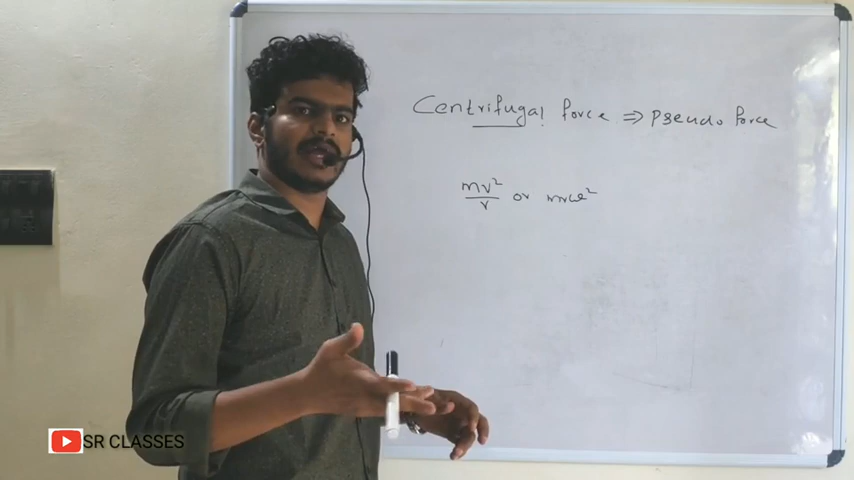 Centrifugal force ⇒ Pseudo force
mv²/r or mrω²
SR CLASSES